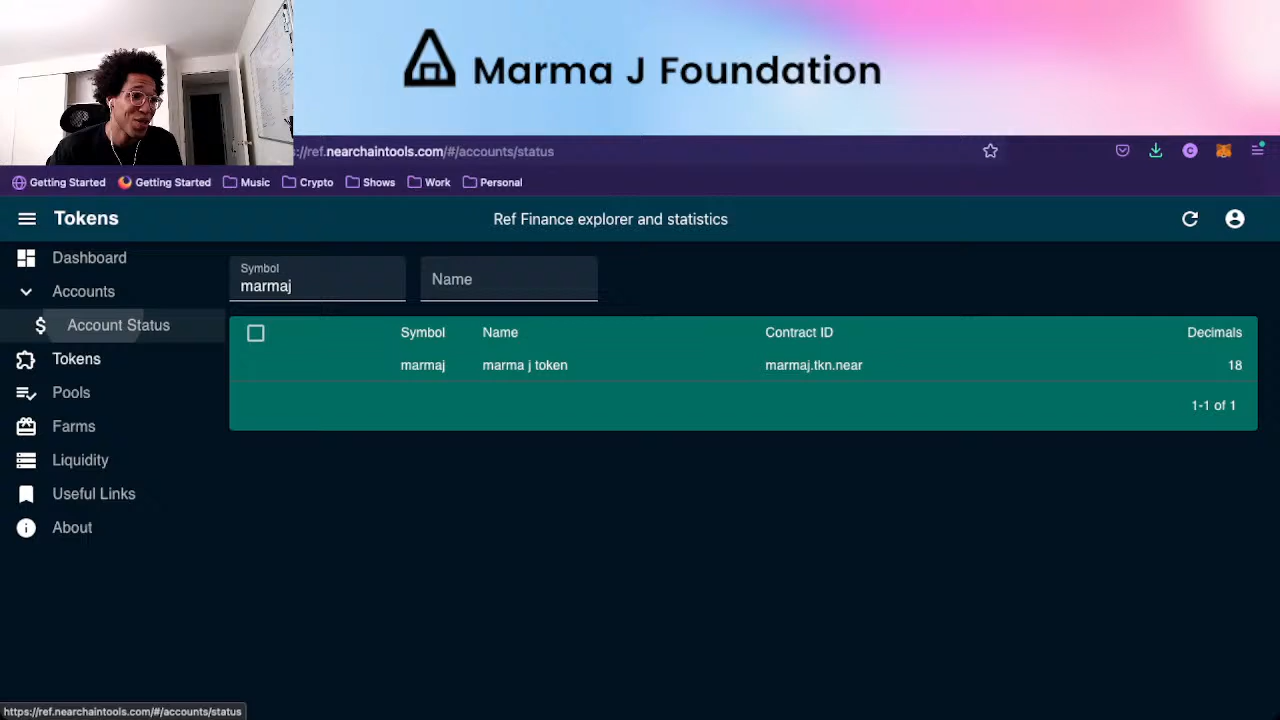 Marma J Foundation
://ref.nearchaintools.com/#/accounts/status
Getting Started Getting Started Music Crypto Shows Work Personal
Tokens Ref Finance explorer and statistics
Dashboard
Accounts
Account Status
Tokens
Pools
Farms
Liquidity
Useful Links
About
Symbol
marmaj
Name
Symbol Name Contract ID Decimals
marmaj marma j token marmaj.tkn.near 18
1-1 of 1
https://ref.nearchaintools.com/#/accounts/status